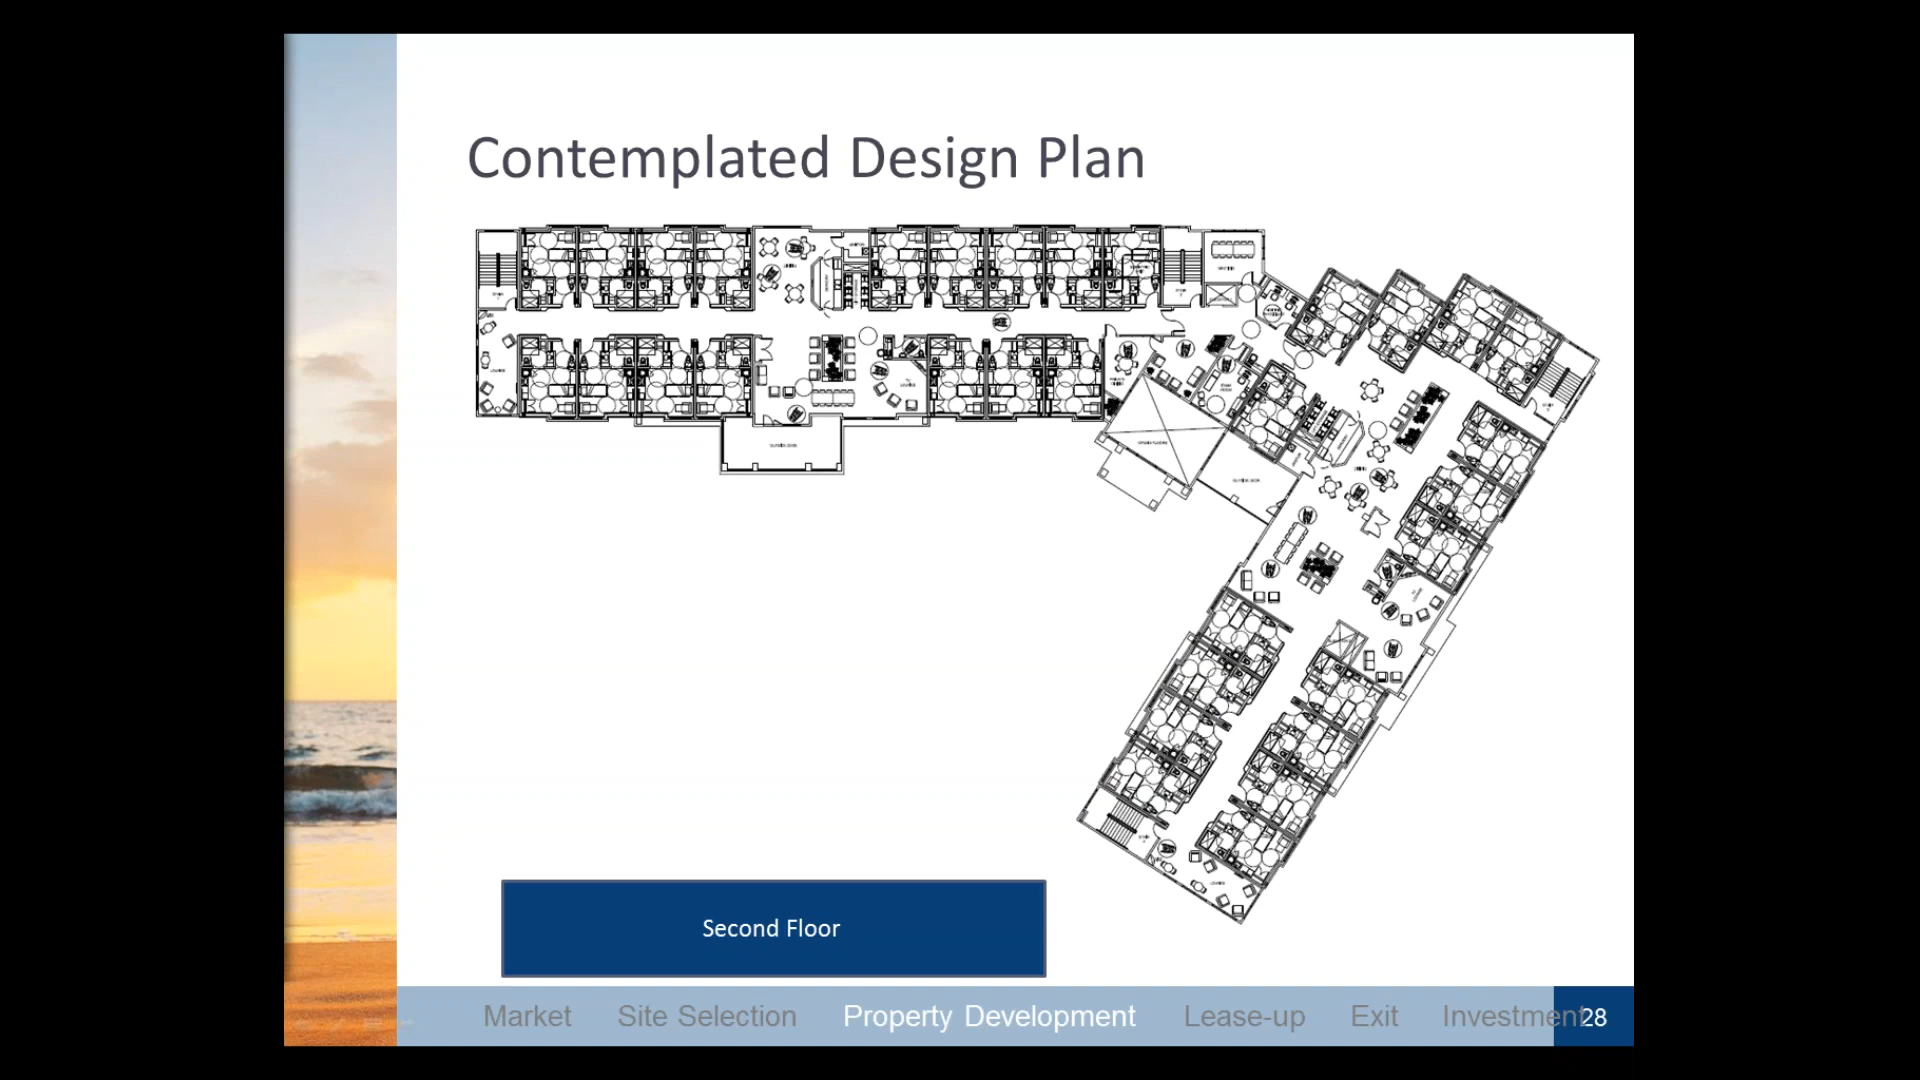 Contemplated Design Plan
Second Floor
Market Site Selection Property Development Lease-up Exit Investment 28